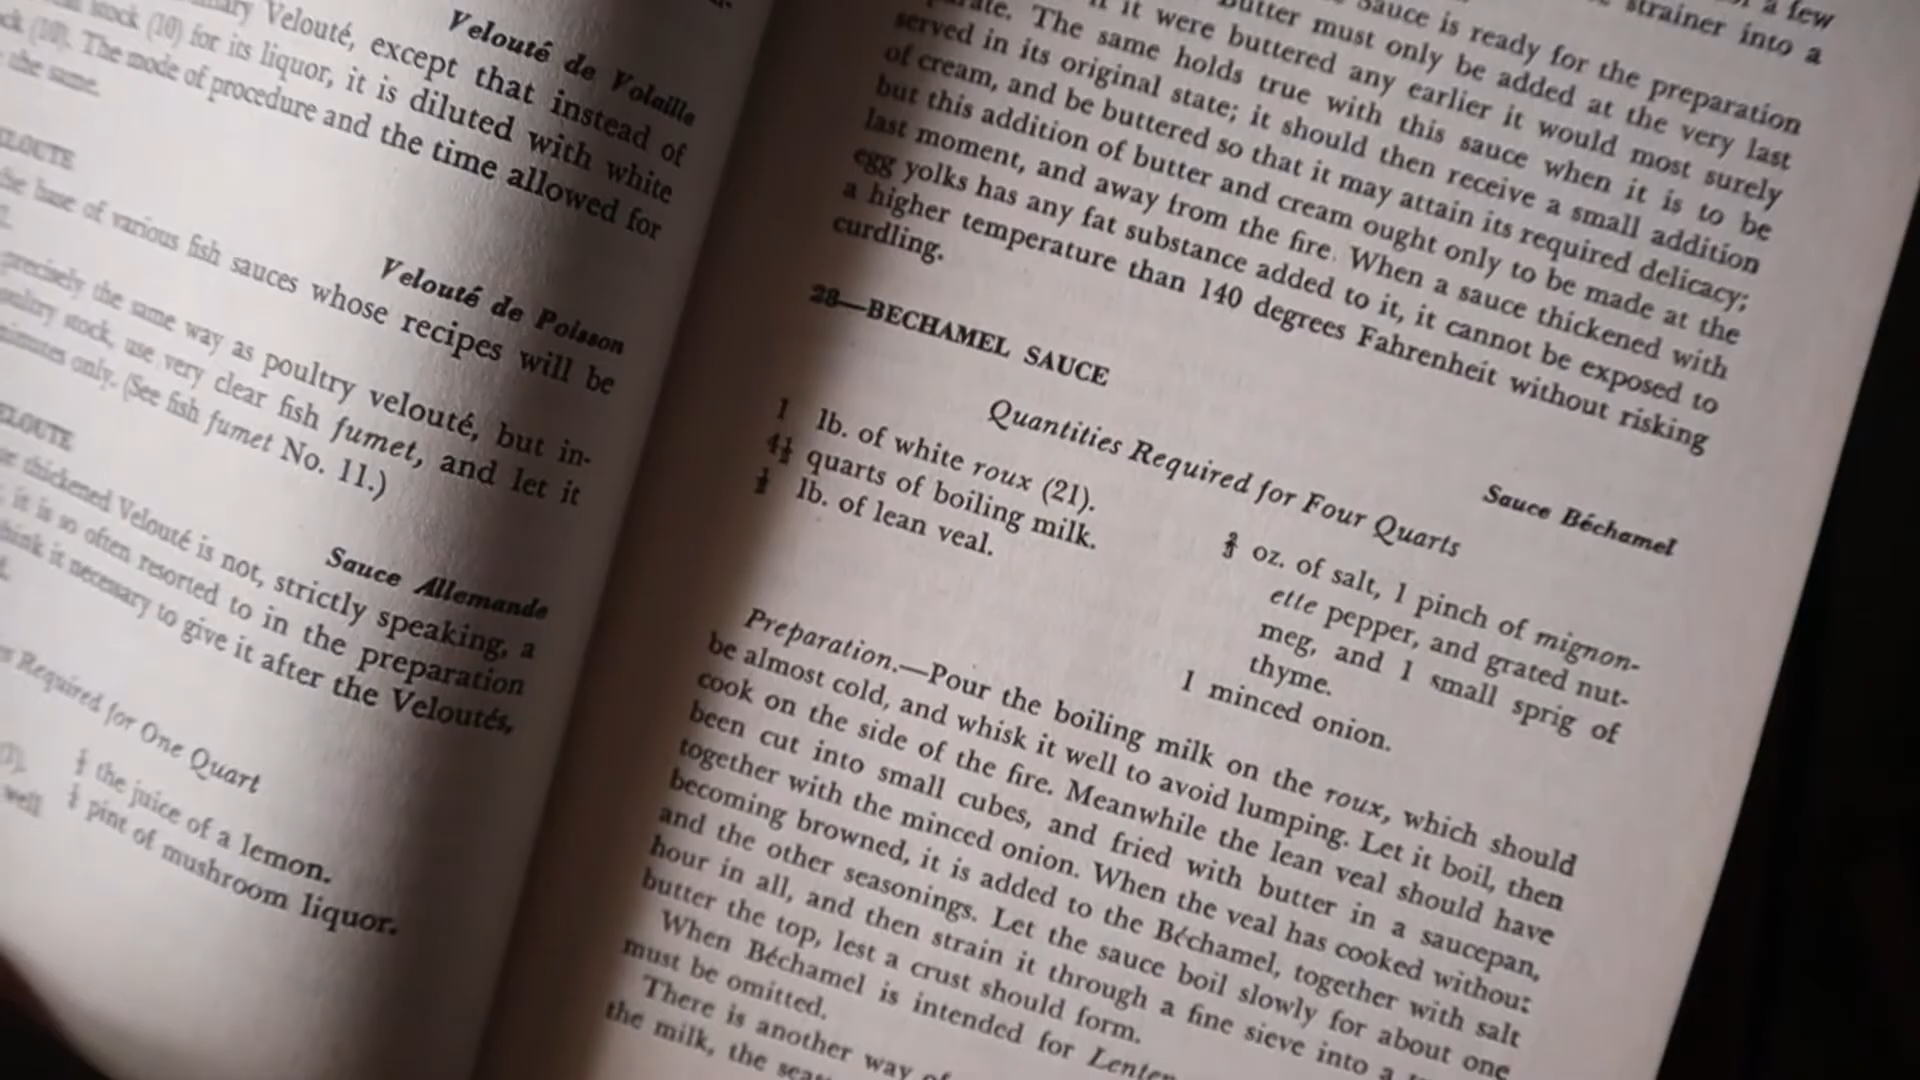 Velouté de Volaille
Velouté, except that instead of
stock (10) for its liquor, it is diluted with white
(10). The mode of procedure and the time allowed for
the same.
Velouté de Poisson
the base of various fish sauces whose recipes will be
precisely the same way as poultry velouté, but in-
stock, use very clear fish fumet, and let it
minutes only. (See fish fumet No. 11.)
Sauce Allemande
thickened Velouté is not, strictly speaking, a
it is so often resorted to in the preparation
think it necessary to give it after the Veloutés,
Required for One Quart
½ the juice of a lemon.
well
pint of mushroom liquor.
a few
strainer into a
Sauce is ready for the preparation
Butter must only be added at the very last
if it were buttered any earlier it would most surely
The same holds true with this sauce when it is to be
served in its original state; it should then receive a small addition
of cream, and be buttered so that it may attain its required delicacy;
but this addition of butter and cream ought only to be made at the
last moment, and away from the fire. When a sauce thickened with
egg yolks has any fat substance added to it, it cannot be exposed to
a higher temperature than 140 degrees Fahrenheit without risking
curdling.
28—BECHAMEL SAUCE
Sauce Béchamel
Quantities Required for Four Quarts
1 lb. of white roux (21).
4½ quarts of boiling milk.
½ lb. of lean veal.
⅔ oz. of salt, 1 pinch of mignon-
ette pepper, and grated nut-
meg, and 1 small sprig of
thyme.
1 minced onion.
Preparation.—Pour the boiling milk on the roux, which should
be almost cold, and whisk it well to avoid lumping. Let it boil, then
cook on the side of the fire. Meanwhile the lean veal should have
been cut into small cubes, and fried with butter in a saucepan,
together with the minced onion. When the veal has cooked without
becoming browned, it is added to the Béchamel, together with salt
and the other seasonings. Let the sauce boil slowly for about one
hour in all, and then strain it through a fine sieve into a
butter the top, lest a crust should form.
When Béchamel is intended for Lenten
must be omitted.
There is another way of
the milk, the